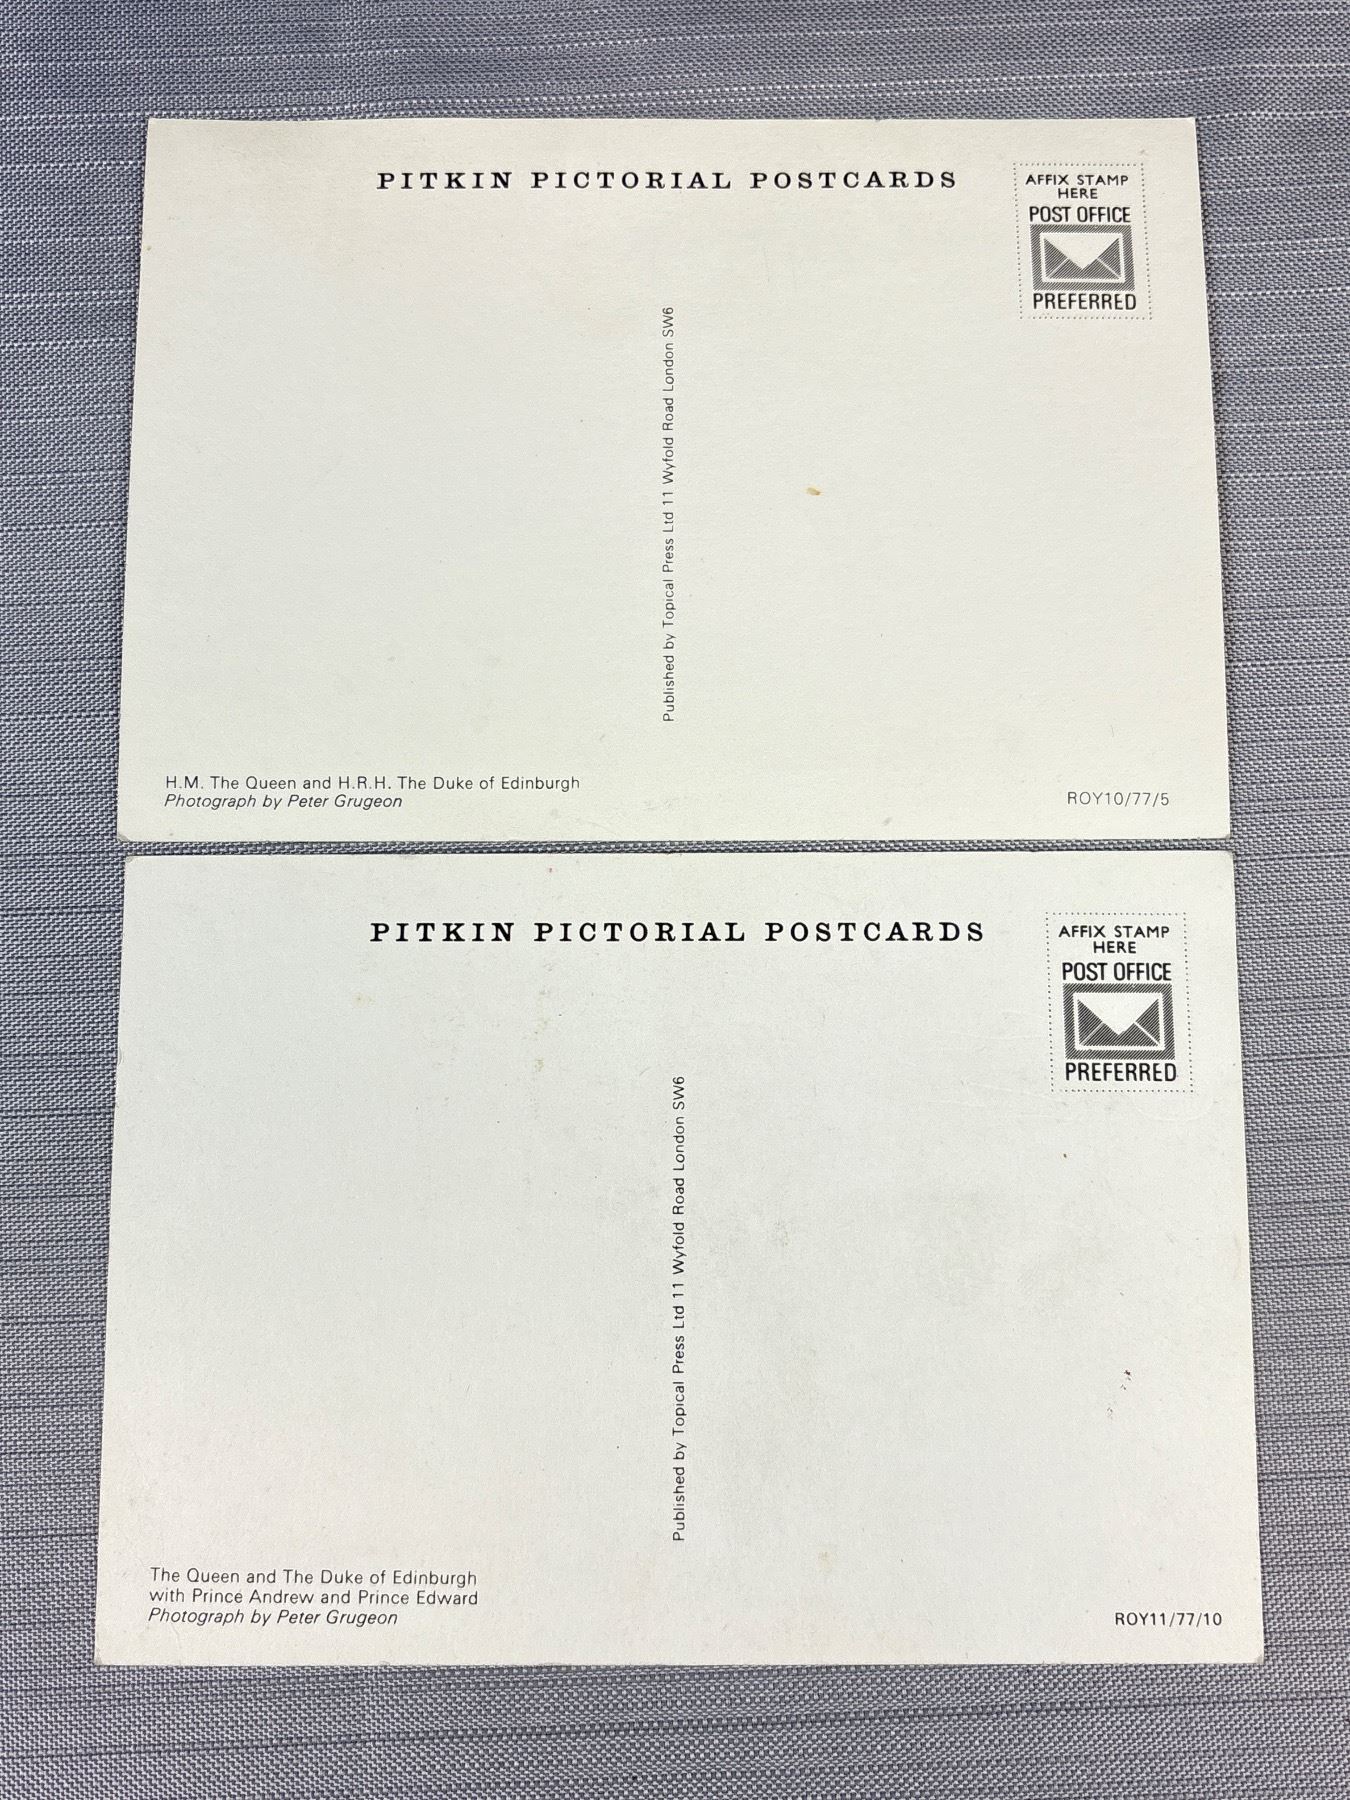 PITKIN PICTORIAL POSTCARDS
AFFIX STAMP
HERE
POST OFFICE
PREFERRED
Published by Topical Press Ltd 11 Wyfold Road London SW6
H.M. The Queen and H.R.H. The Duke of Edinburgh
Photograph by Peter Grugeon
ROY10/77/5
PITKIN PICTORIAL POSTCARDS
AFFIX STAMP
HERE
POST OFFICE
PREFERRED
Published by Topical Press Ltd 11 Wyfold Road London SW6
The Queen and The Duke of Edinburgh
with Prince Andrew and Prince Edward
Photograph by Peter Grugeon
ROY11/77/10